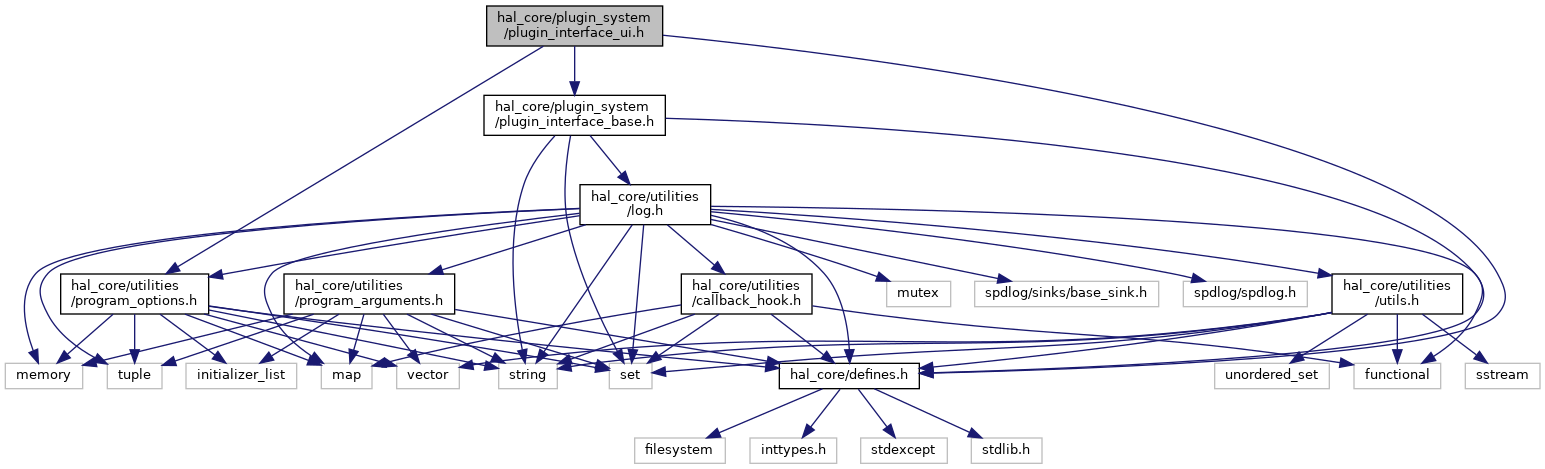 hal_core/plugin_system
/plugin_interface_ui.h
hal_core/plugin_system
/plugin_interface_base.h
hal_core/utilities
/log.h
hal_core/utilities
/program_options.h
hal_core/utilities
/program_arguments.h
hal_core/utilities
/callback_hook.h
mutex
spdlog/sinks/base_sink.h
spdlog/spdlog.h
hal_core/utilities
/utils.h
memory
tuple
initializer_list
map
vector
string
set
hal_core/defines.h
unordered_set
functional
sstream
filesystem
inttypes.h
stdexcept
stdlib.h